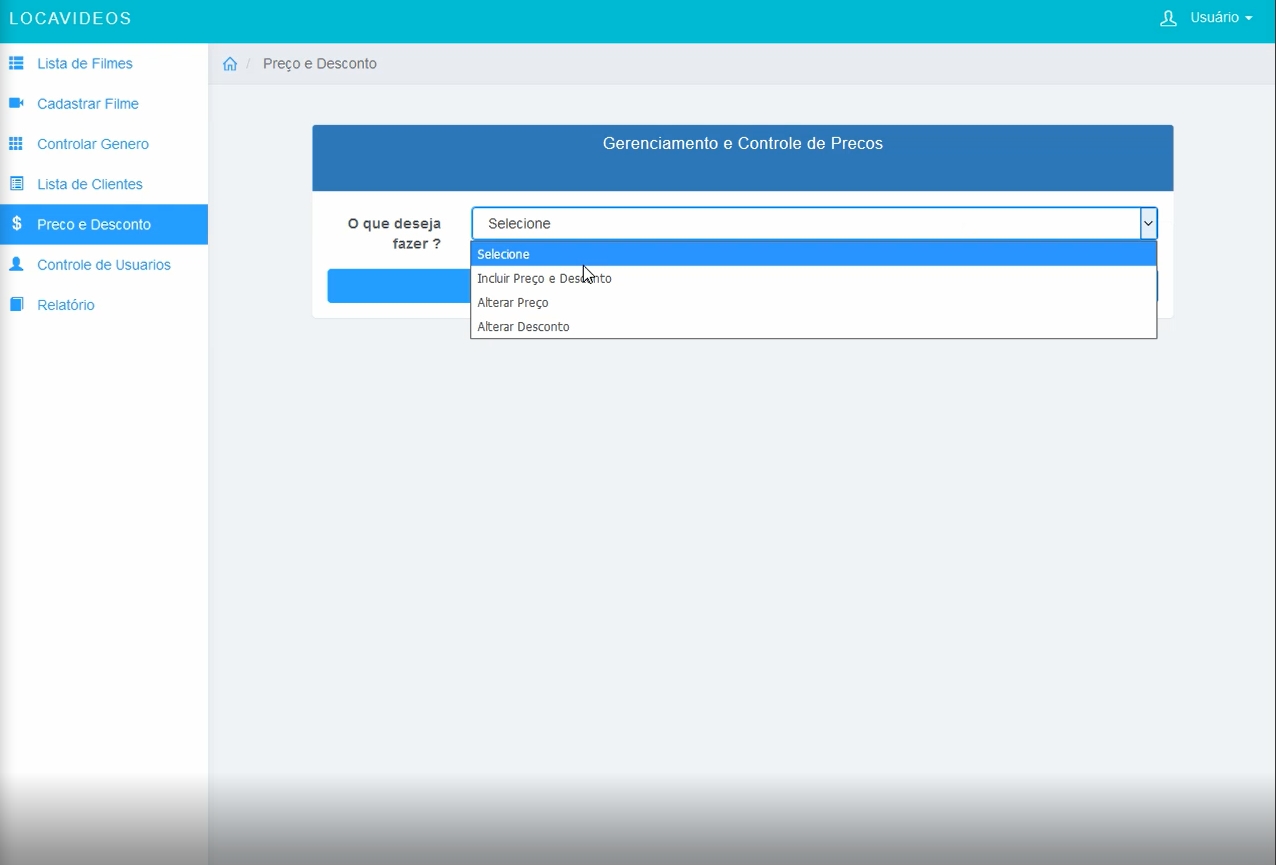 LOCAVIDEOS
Usuário
Lista de Filmes
Cadastrar Filme
Controlar Genero
Lista de Clientes
Preco e Desconto
Controle de Usuarios
Relatório
Preço e Desconto
Gerenciamento e Controle de Precos
O que deseja
fazer ?
Selecione
Selecione
Incluir Preço e Desconto
Alterar Preço
Alterar Desconto